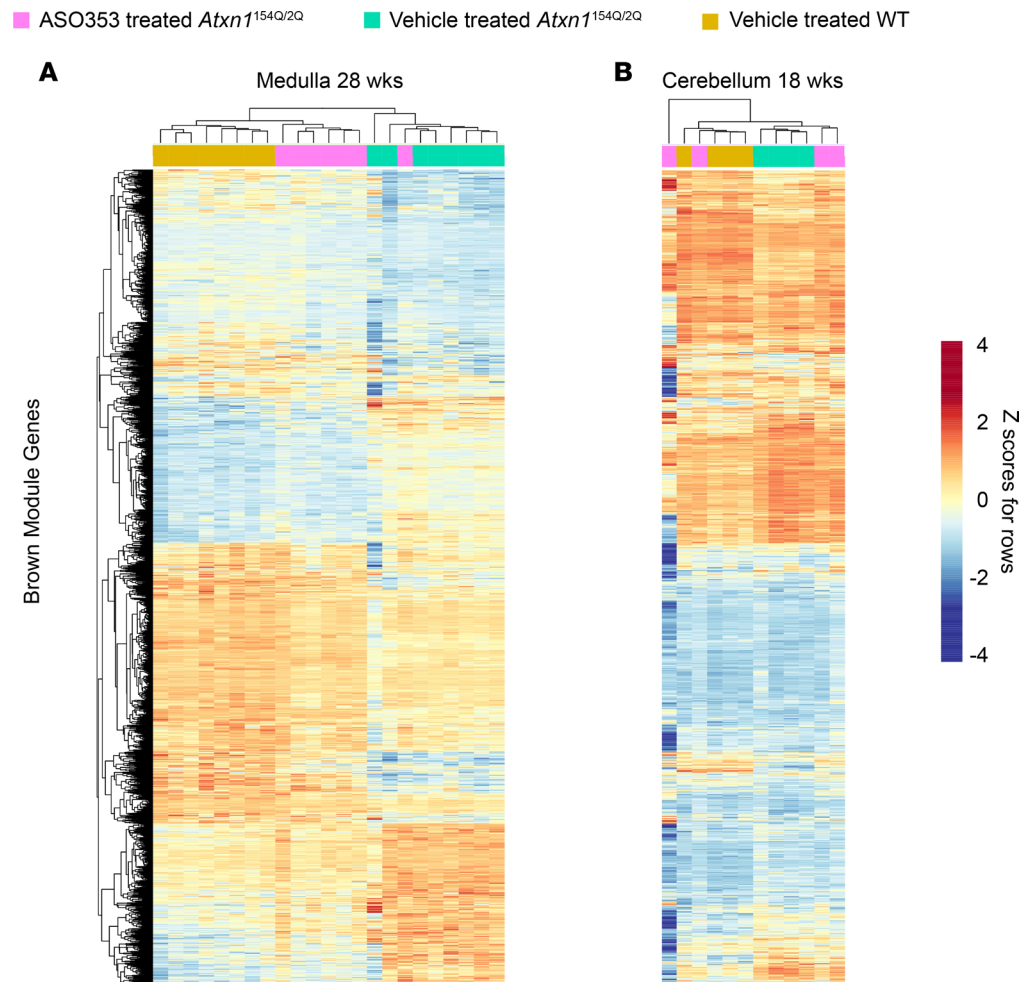 ASO353 treated Atxn1154Q/2Q Vehicle treated Atxn1154Q/2Q Vehicle treated WT
A B
Medulla 28 wks Cerebellum 18 wks
Brown Module Genes
4
2
0
-2
-4
Z scores for rows